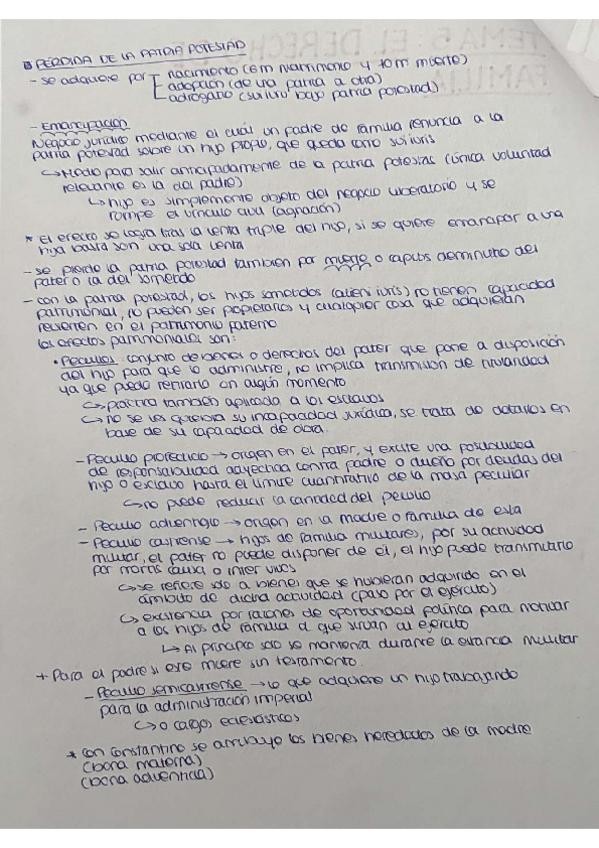 PÉRDIDA DE LA PATRIA POTESTAD
- se adquiere por nacimiento (6m matrimonio y 10m muerte)
adopción (de una patria a otra)
adrogatio (sui iuris bajo patria potestad)
- Emancipación
Negocio jurídico mediante el cuál un padre de familia renuncia a la
patria potestad sobre un hijo propio, que queda como sui iuris
↳ Modo para salir anticipadamente de la patria potestas (única voluntad
relevante es la del padre)
↳ hijo es simplemente objeto del negocio liberatorio y se
rompe el vínculo civil (agnación)
* El efecto se logra tras la venta triple del hijo, si se quiere emanapar a una
hija basta con una sola venta
- se pierde la patria potestad también por muerte o capitis deminutio del
pater o la del sometido
- con la patria potestad, los hijos sometidos (alieni iuris) no tienen capacidad
patrimonial, no pueden ser propietarios y cualquier cosa que adquieran
revierten en el patrimonio paterno
los efectos patrimoniales son:
• Peculios: conjunto de bienes o derechos del pater que pone a disposición
del hijo para que lo administre, no implica transmisión de titularidad
ya que puede retirarlo en algún momento
↳ práctica también aplicada a los esclavos
↳ no se les quiebra su incapacidad jurídica, se trata de dotarlos en
base de su capacidad de obra.
- Peculio profecticio → origen en el pater, y existe una posibilidad
de responsabilidad adyecticia contra padre o dueño por deudas del
hijo o esclavo hasta el límite cuantitativo de la masa peculiar
↳ no puede reducir la cantidad del peculio
- Peculio adventicio → origen en la madre o familia de esta
- Peculio castrense → hijos de familia militares, por su actividad
militar, el pater no puede disponer de él, el hijo puede transmitirlo
por mortis causa o inter vivos
↳ se refiere solo a bienes que se hubieran adquirido en el
ámbito de dicha actividad (paso por el ejército)
↳ existencia por razones de oportunidad política para motivar
a los hijos de familia al que sirvan al ejército
↳ Al principio solo se mantenía durante la estancia militar
+ Para el padre si ese muere sin testamento.
- Peculio semicastrense → lo que adquiere un hijo trabajando
para la administración imperial
↳ o cargos eclesiásticos
* con Constantino se atribuyo los bienes heredados de la madre
(bona materna)
(bona adventicia)